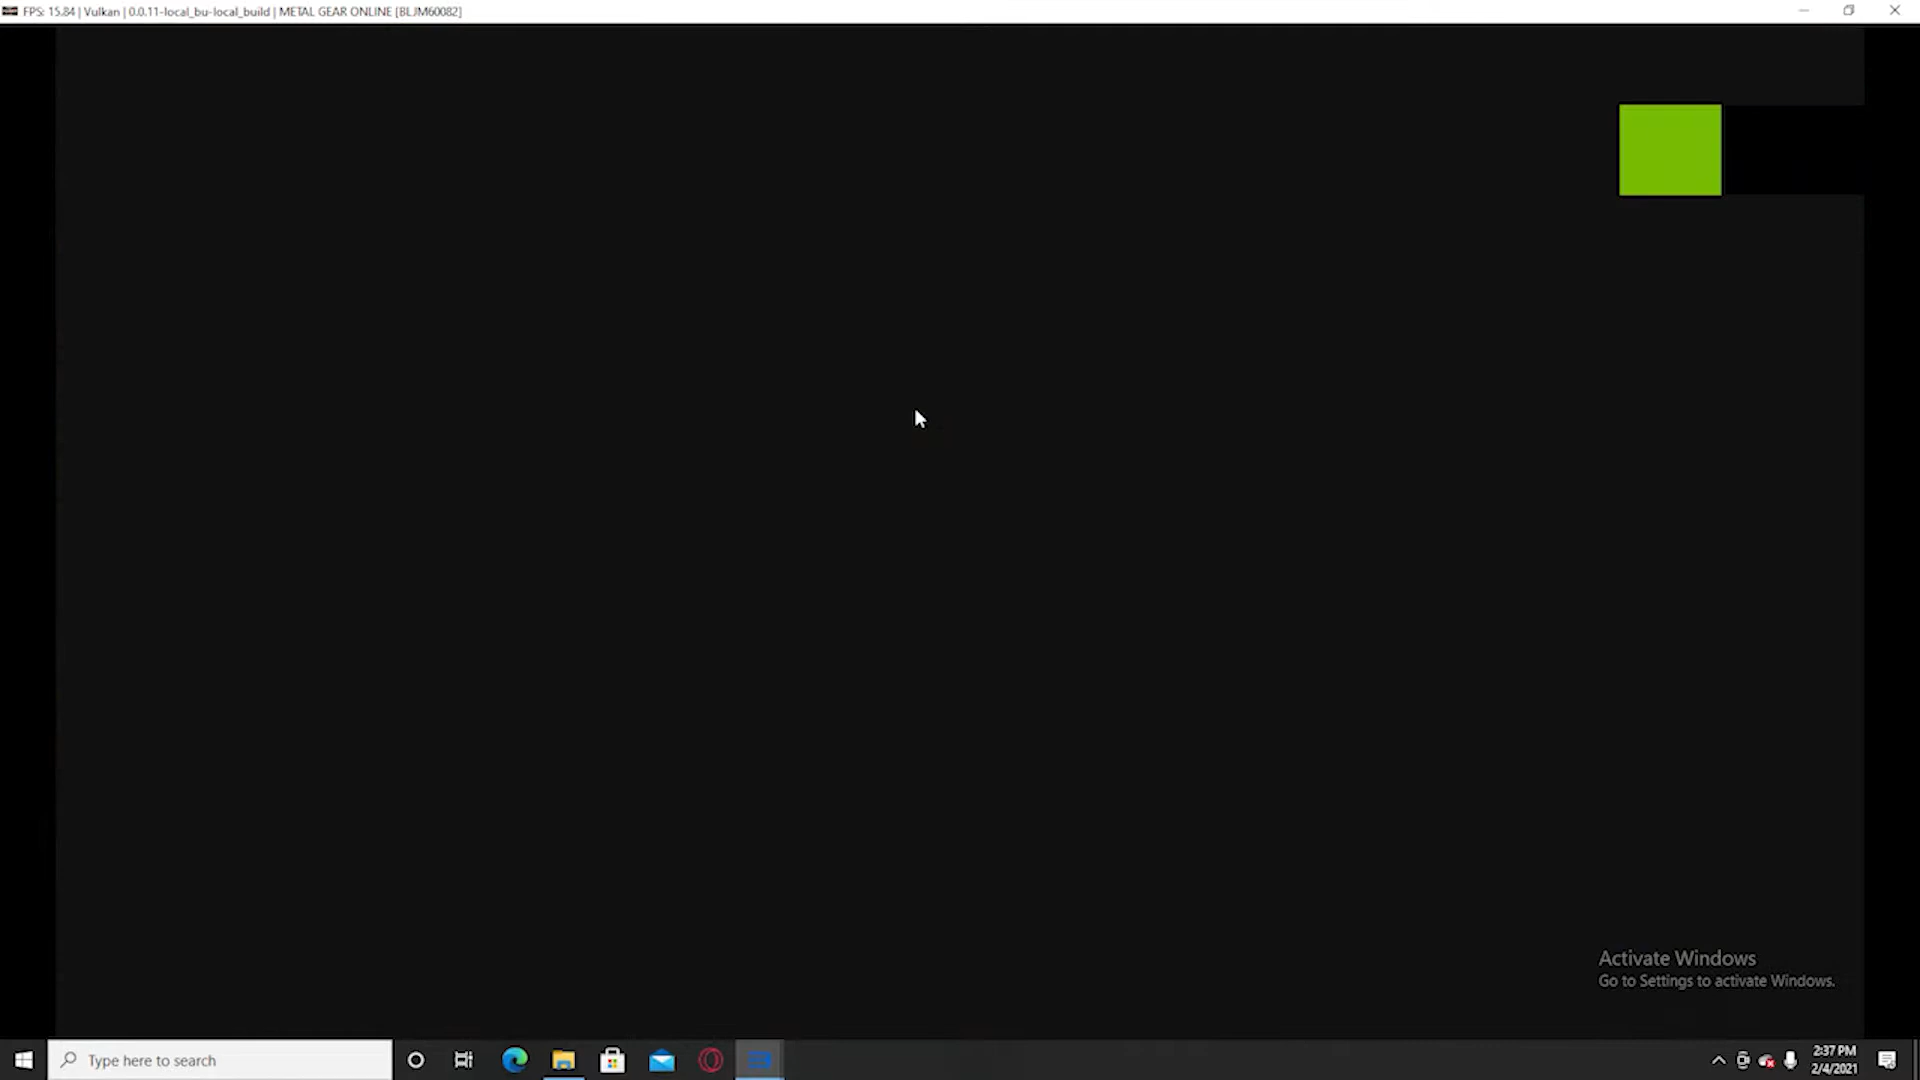 FPS: 15.84 | Vulkan | 0.0.11-local_bu-local_build | METAL GEAR ONLINE [BLJM60082]
Activate Windows
Go to Settings to activate Windows.
Type here to search
2:37 PM
2/4/2021